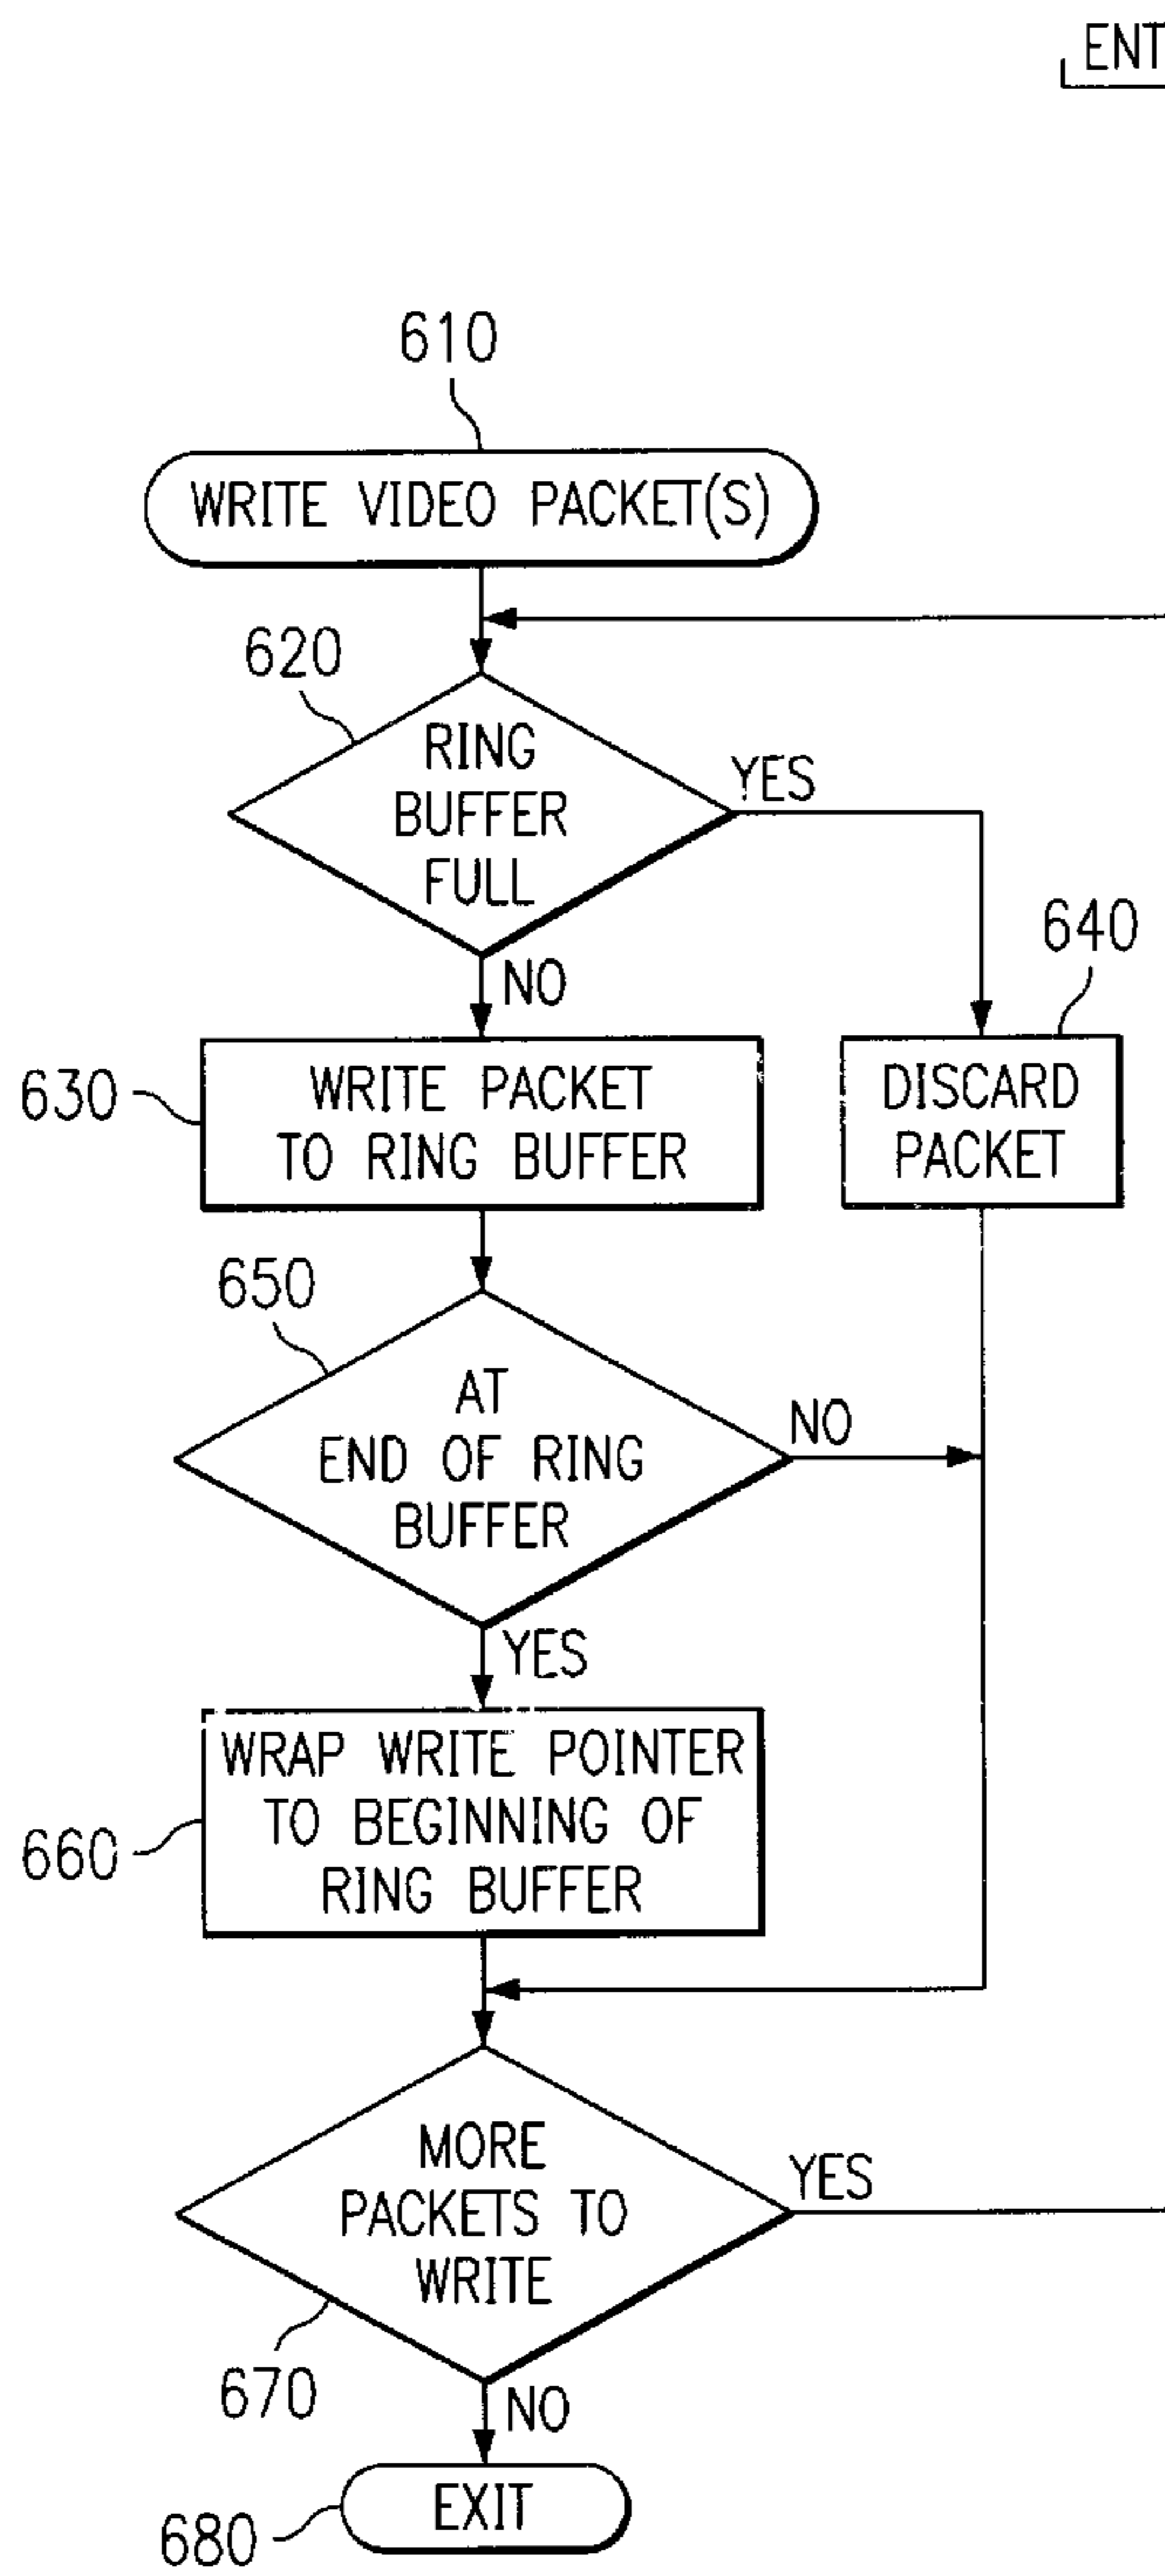 ENT
610
WRITE VIDEO PACKET(S)
620
RING
BUFFER
FULL
YES
NO
640
630
WRITE PACKET
TO RING BUFFER
DISCARD
PACKET
650
AT
END OF RING
BUFFER
NO
YES
660
WRAP WRITE POINTER
TO BEGINNING OF
RING BUFFER
MORE
PACKETS TO
WRITE
YES
670
NO
680
EXIT